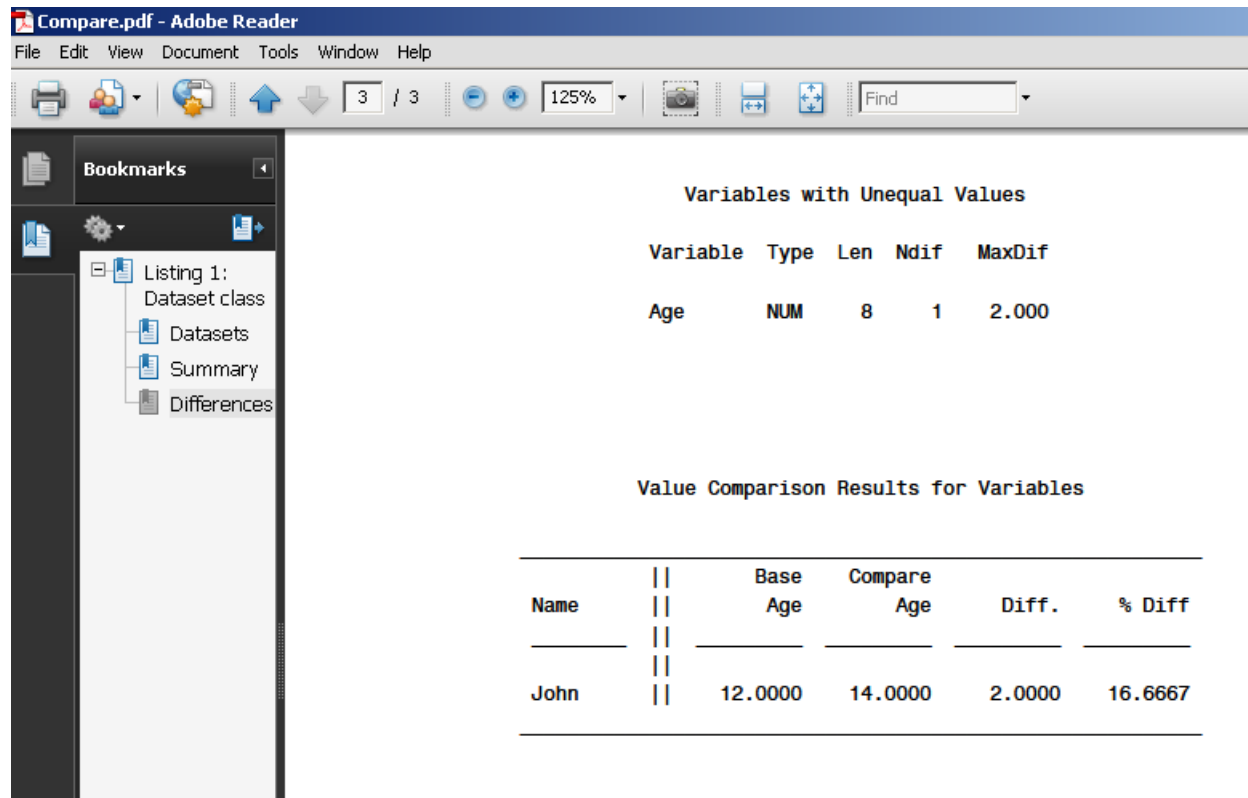 Compare.pdf - Adobe Reader
File Edit View Document Tools Window Help
3 / 3 125% Find
Bookmarks
Listing 1:
Dataset class
Datasets
Summary
Differences
Variables with Unequal Values
Variable Type Len Ndif MaxDif
Age NUM 8 1 2.000
Value Comparison Results for Variables
|| Base Compare
Name || Age Age Diff. % Diff
||
||
John || 12.0000 14.0000 2.0000 16.6667